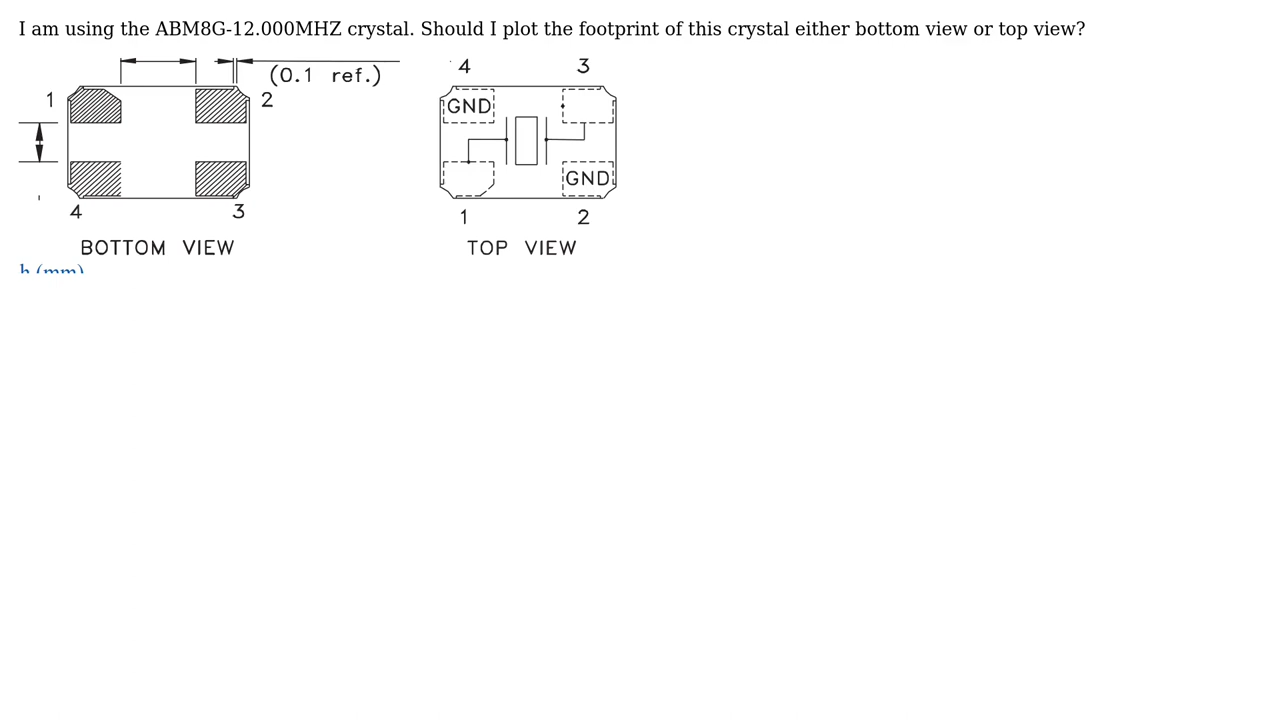 I am using the ABM8G-12.000MHZ crystal. Should I plot the footprint of this crystal either bottom view or top view?
4 3
(0.1 ref.)
1 2 GND
GND
4 3 1 2
BOTTOM VIEW TOP VIEW
h (mm)